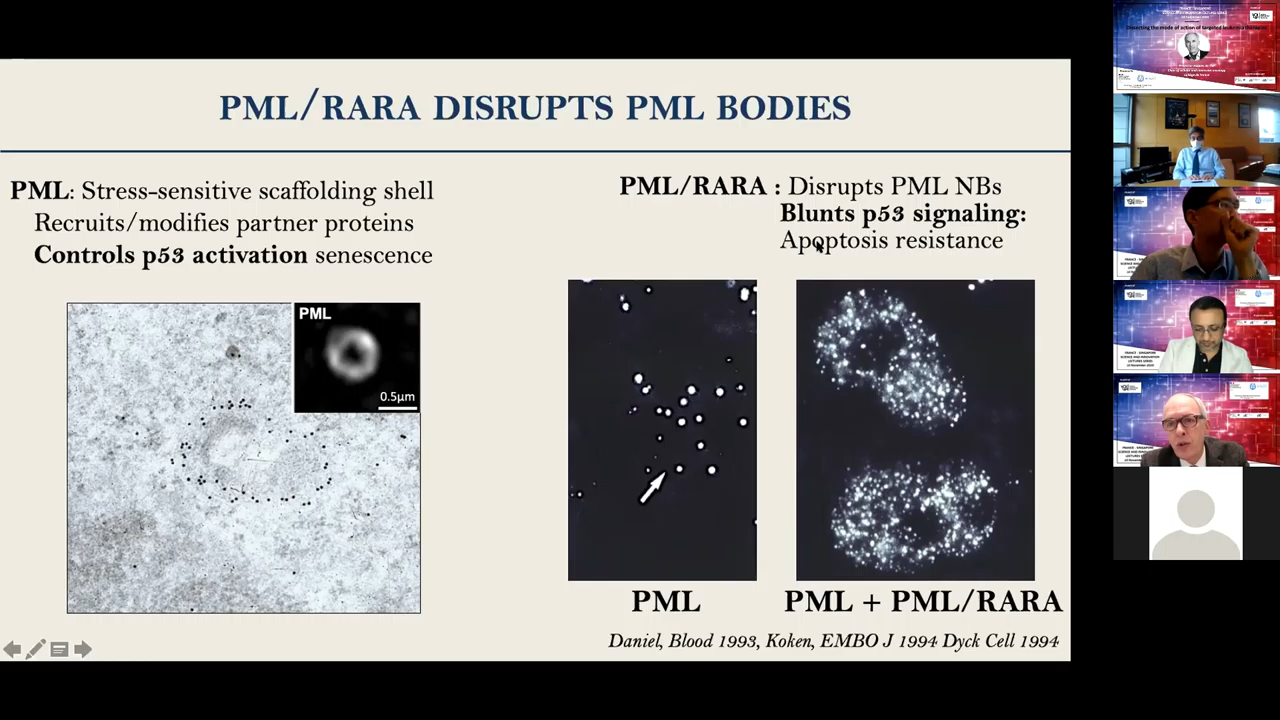 PML/RARA DISRUPTS PML BODIES
PML: Stress-sensitive scaffolding shell
Recruits/modifies partner proteins
Controls p53 activation senescence
PML/RARA : Disrupts PML NBs
Blunts p53 signaling:
Apoptosis resistance
PML
0.5µm
PML
PML + PML/RARA
Daniel, Blood 1993, Koken, EMBO J 1994 Dyck Cell 1994